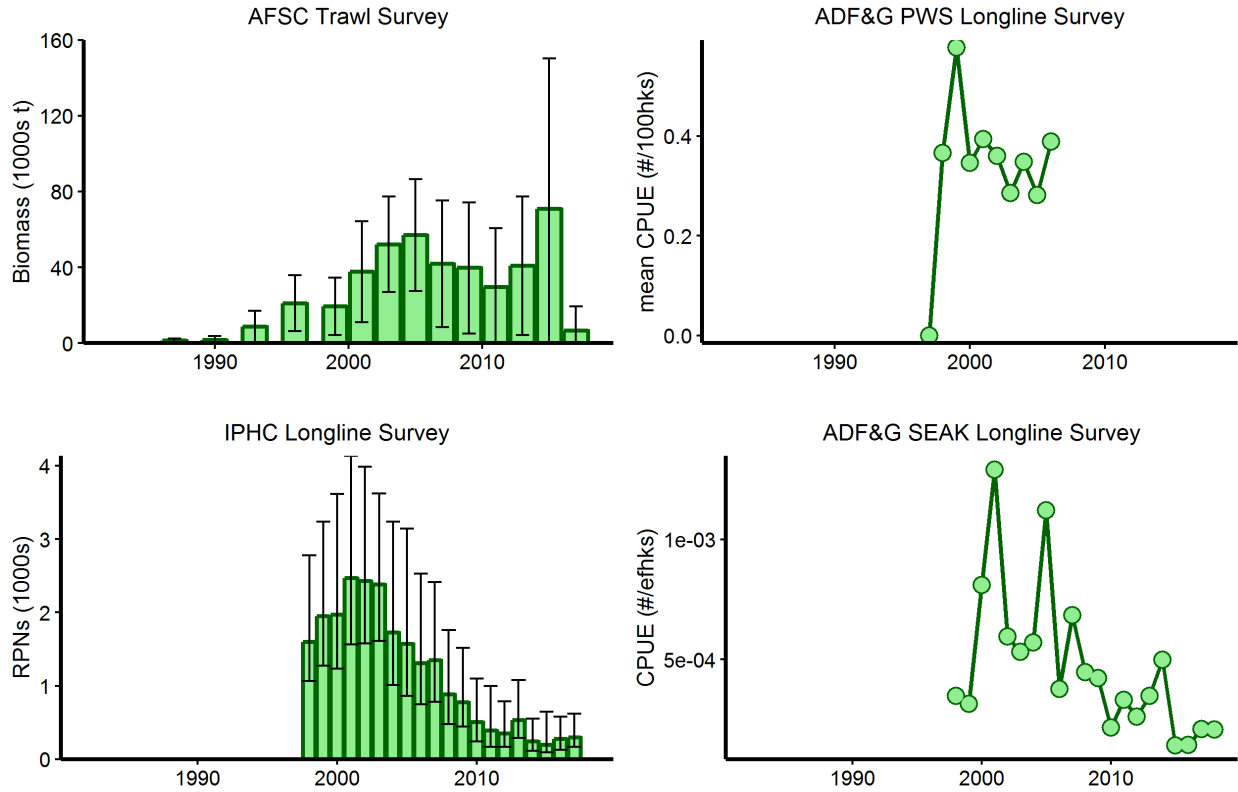 AFSC Trawl Survey
Biomass (1000s t)
160
120
80
40
0
1990 2000 2010
ADF&G PWS Longline Survey
mean CPUE (#/100hks)
0.4
0.2
0.0
1990 2000 2010
IPHC Longline Survey
RPNs (1000s)
4
3
2
1
0
1990 2000 2010
ADF&G SEAK Longline Survey
CPUE (#/efhks)
1e-03
5e-04
1990 2000 2010